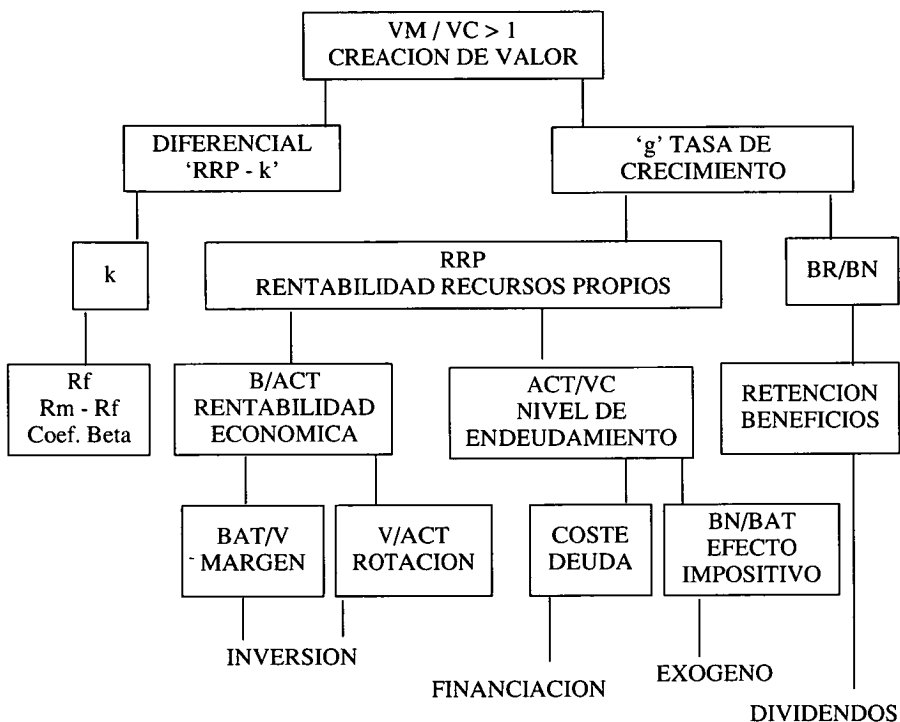 VM / VC > 1
CREACION DE VALOR
DIFERENCIAL
‘RRP - k’
‘g’ TASA DE
CRECIMIENTO
k
RRP
RENTABILIDAD RECURSOS PROPIOS
BR/BN
Rf
Rm - Rf
Coef. Beta
B/ACT
RENTABILIDAD
ECONOMICA
ACT/VC
NIVEL DE
ENDEUDAMIENTO
RETENCION
BENEFICIOS
BAT/V
MARGEN
V/ACT
ROTACION
COSTE
DEUDA
BN/BAT
EFECTO
IMPOSITIVO
INVERSION
FINANCIACION
EXOGENO
DIVIDENDOS